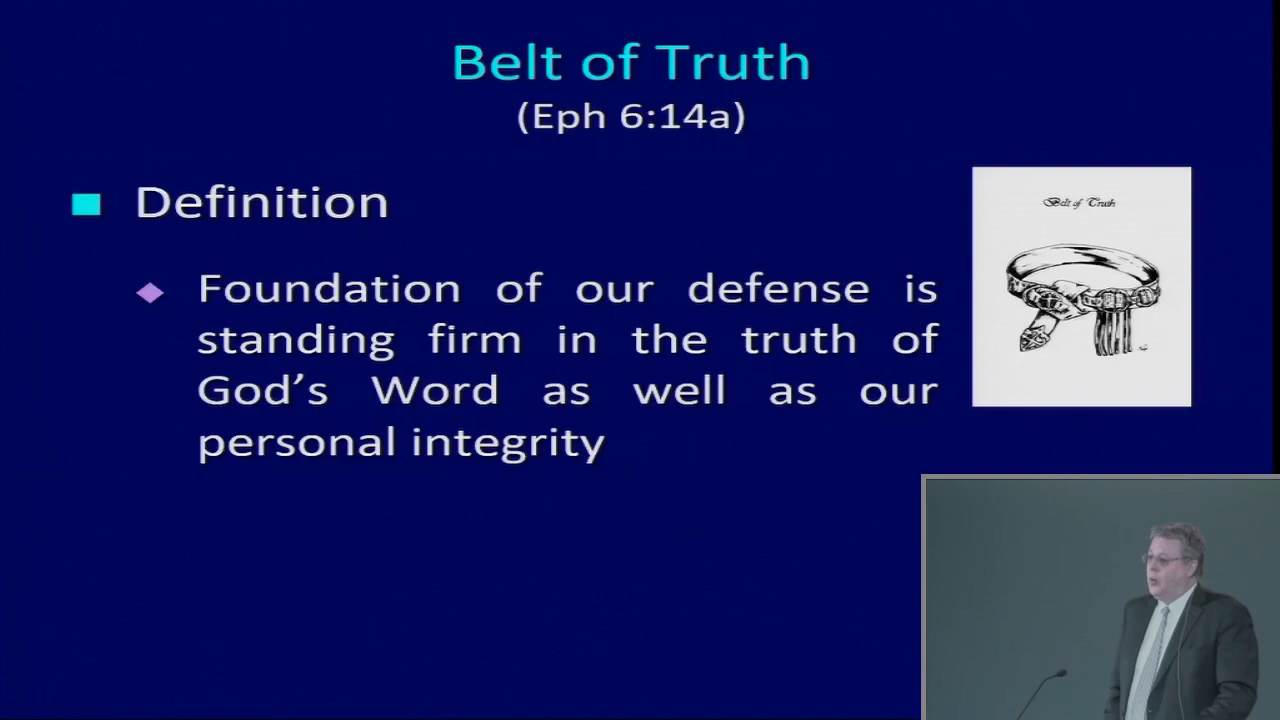 Belt of Truth
(Eph 6:14a)
Definition
Foundation of our defense is
standing firm in the truth of
God’s Word as well as our
personal integrity
Belt of Truth